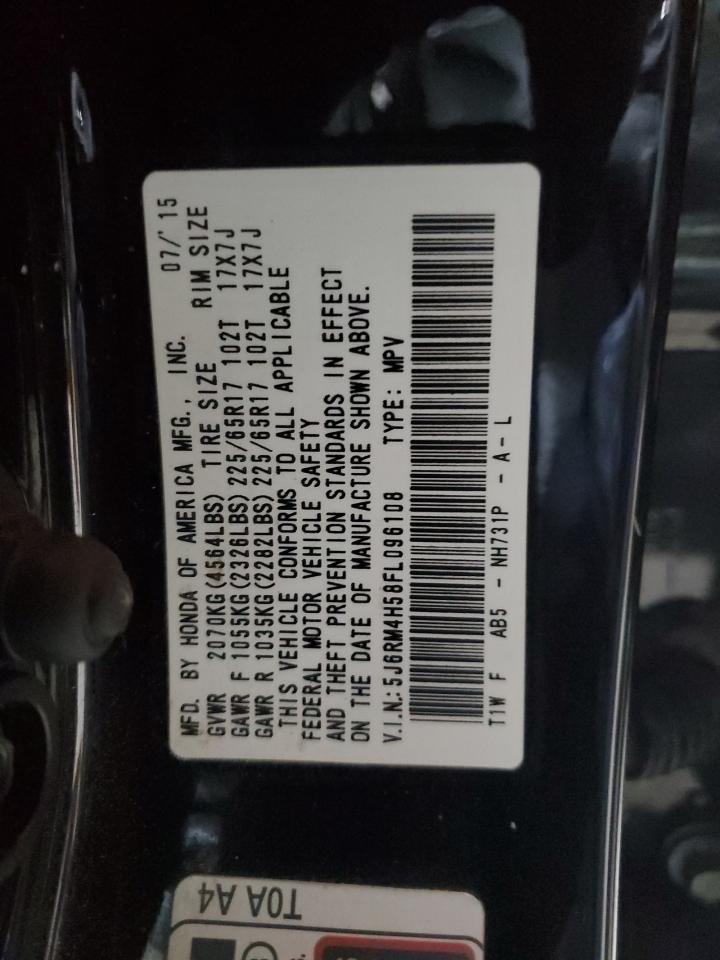 MFD. BY HONDA OF AMERICA MFG., INC. 07/'15
GVWR 2070KG(4564LBS) TIRE SIZE RIM SIZE
GAWR F 1055KG(2326LBS) 225/65R17 102T 17X7J
GAWR R 1035KG(2282LBS) 225/65R17 102T 17X7J
THIS VEHICLE CONFORMS TO ALL APPLICABLE
FEDERAL MOTOR VEHICLE SAFETY
AND THEFT PREVENTION STANDARDS IN EFFECT
ON THE DATE OF MANUFACTURE SHOWN ABOVE.
V.I.N.: 5J6RM4H58FL096108 TYPE: MPV
T1W F AB5 - NH731P - A - L
T0A A4